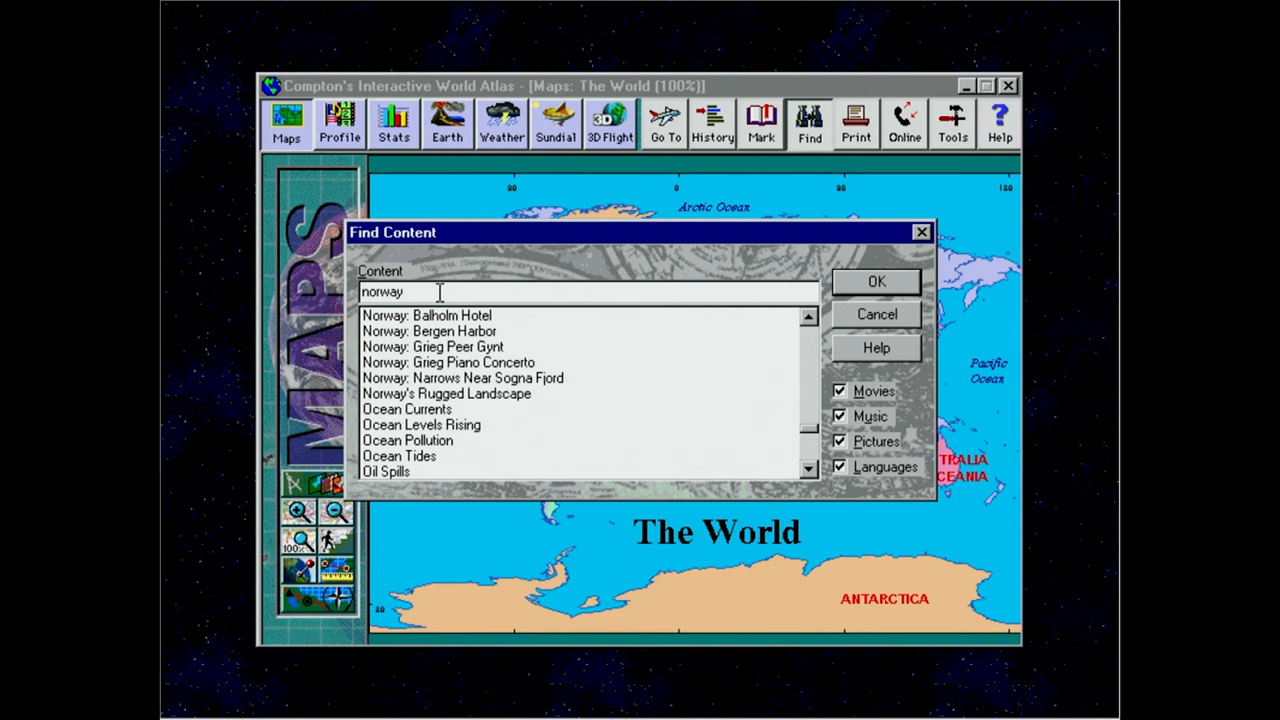 Compton's Interactive World Atlas - [Maps: The World (100%)]
Maps Profile Stats Earth Weather Sundial 3D Flight Go To History Mark Find Print Online Tools Help
90 0 90 180
Arctic Ocean
MAPS
Find Content
Content
norway
OK
Cancel
Help
Norway: Balholm Hotel
Norway: Bergen Harbor
Norway: Grieg Peer Gynt
Norway: Grieg Piano Concerto
Norway: Narrows Near Sogna Fjord
Norway's Rugged Landscape
Ocean Currents
Ocean Levels Rising
Ocean Pollution
Ocean Tides
Oil Spills
Movies
Music
Pictures
Languages
Pacific
Ocean
TRALIA
OCEANIA
100%
The World
ANTARCTICA
80